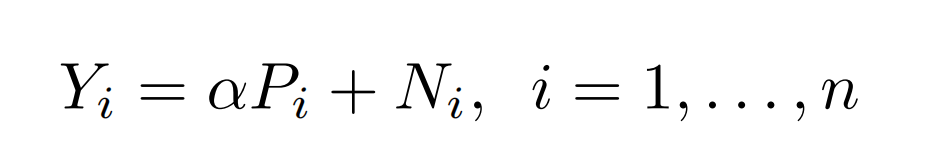 Yᵢ = αPᵢ + Nᵢ, i = 1, . . . , n